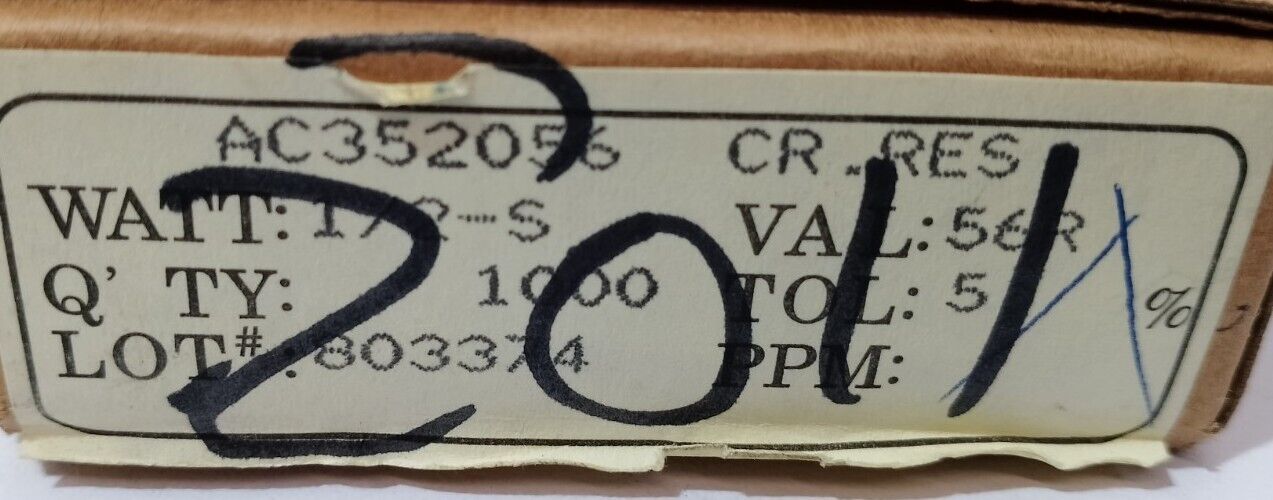 AC352056 CR.RES
WATT: 1/2-S VAL: 56R
Q'TY: 1000 TOL: 5 %
LOT#: 803374 PPM:
2011